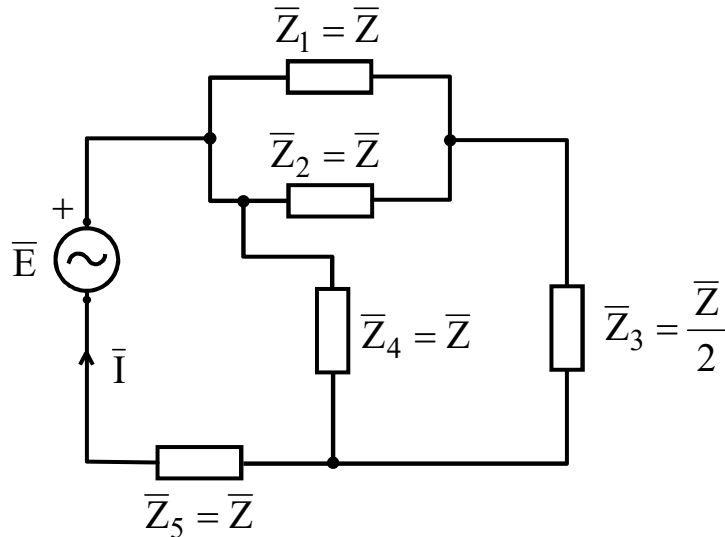 Z̅₁ = Z̅
Z̅₂ = Z̅
+
E̅
I̅
Z̅₄ = Z̅
Z̅₃ = Z̅/2
Z̅₅ = Z̅